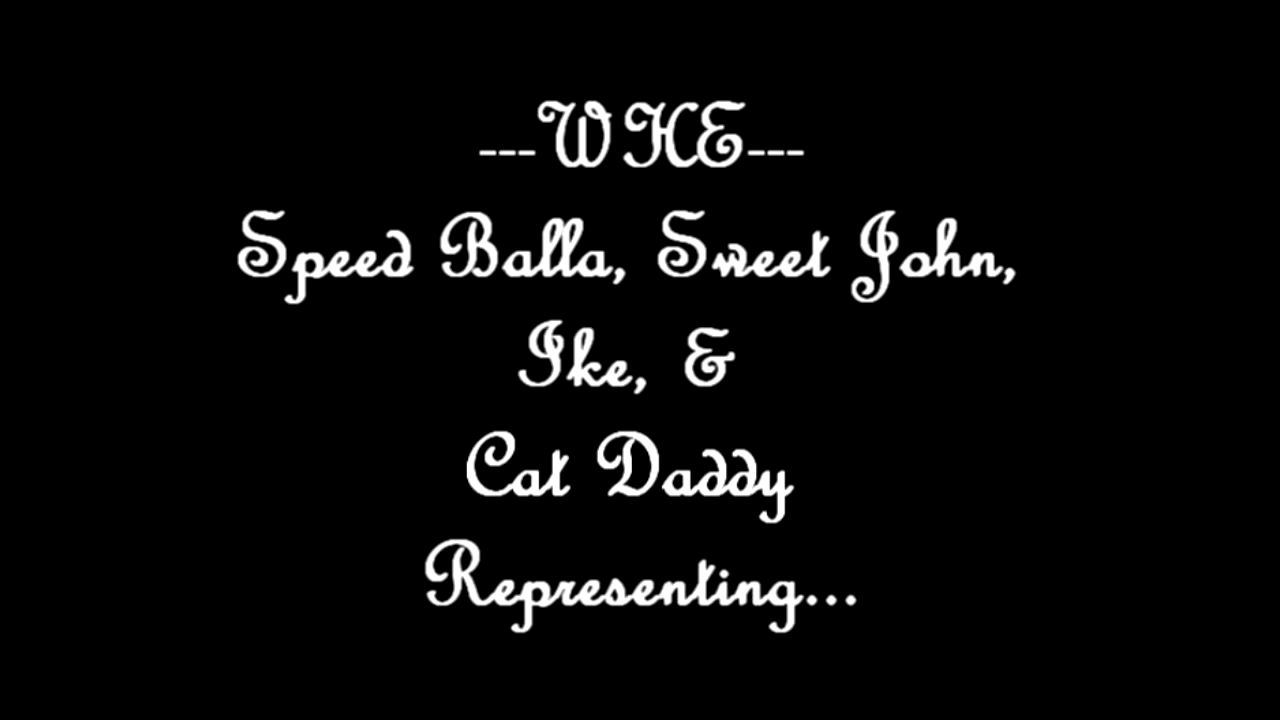 ---WHE---
Speed Balla, Sweet John,
Ike, &
Cat Daddy
Representing...